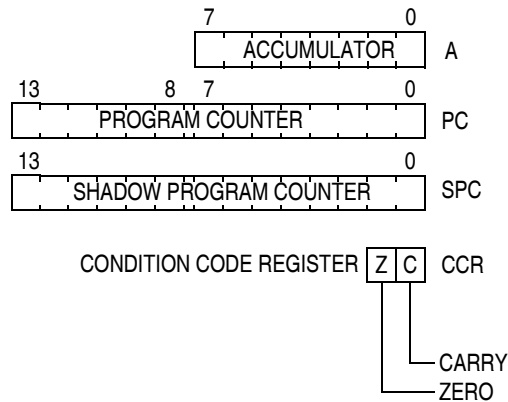 7 0
ACCUMULATOR A
13 8 7 0
PROGRAM COUNTER PC
13 0
SHADOW PROGRAM COUNTER SPC
CONDITION CODE REGISTER Z C CCR
CARRY
ZERO